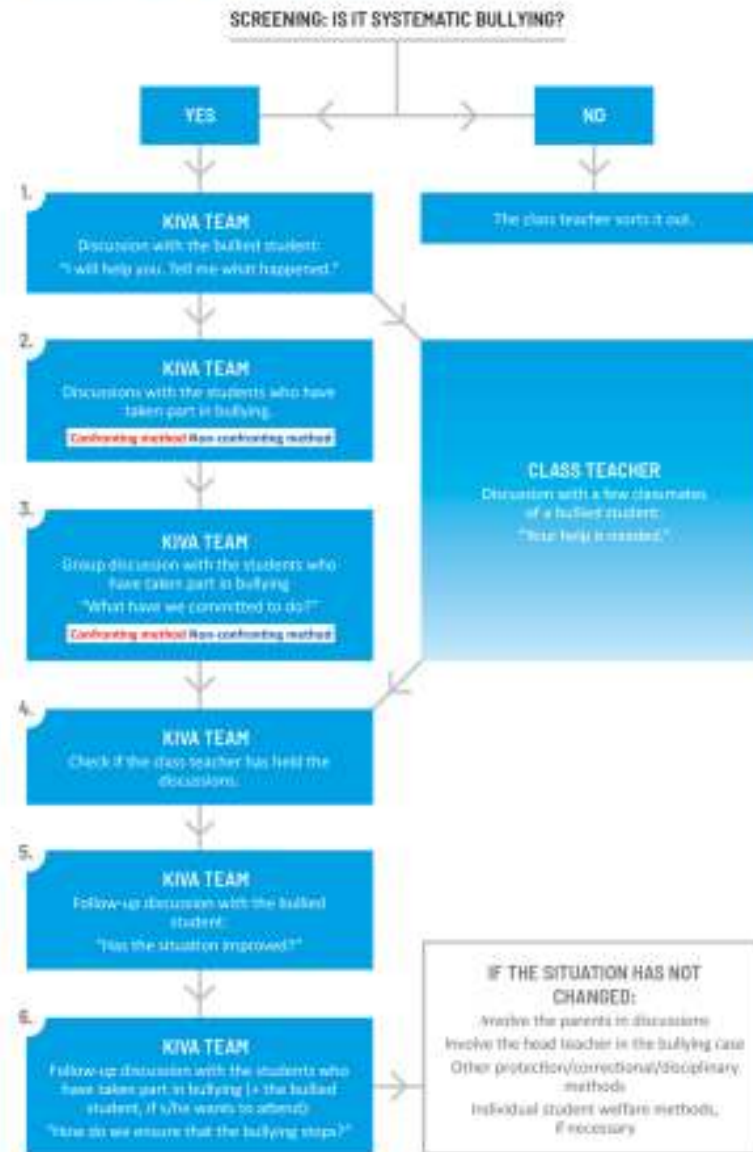 SCREENING: IS IT SYSTEMATIC BULLYING?
YES
NO
1.
KIVA TEAM
Discussion with the bullied student:
"I will help you. Tell me what happened."
The class teacher sorts it out.
2.
KIVA TEAM
Discussions with the students who have
taken part in bullying.
Confronting method Non-confronting method
CLASS TEACHER
Discussion with a few classmates
of a bullied student:
"Your help is needed."
3.
KIVA TEAM
Group discussion with the students who
have taken part in bullying
"What have we committed to do?"
Confronting method Non-confronting method
4.
KIVA TEAM
Check if the class teacher has held the
discussions.
5.
KIVA TEAM
Follow-up discussion with the bullied
student:
"Has the situation improved?"
6.
KIVA TEAM
Follow-up discussion with the students who
have taken part in bullying (+ the bullied
student, if s/he wants to attend)
"How do we ensure that the bullying stops?"
IF THE SITUATION HAS NOT
CHANGED:
Involve the parents in discussions
Involve the head teacher in the bullying case
Other protection/correctional/disciplinary
methods
Individual student welfare methods,
if necessary